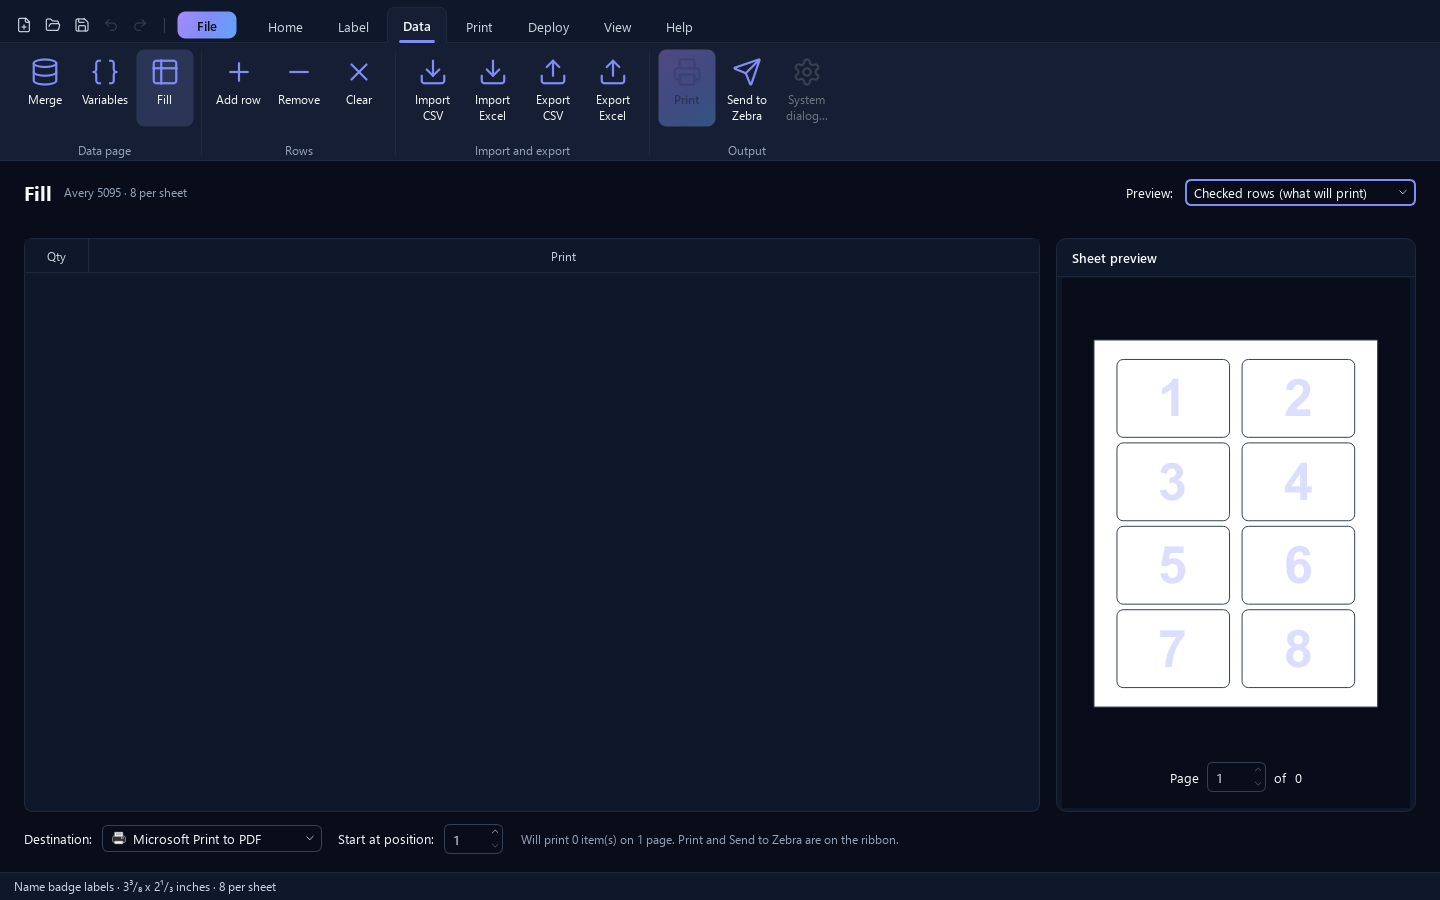 File
Home
Label
Data
Print
Deploy
View
Help
Merge
Variables
Fill
Add row
Remove
Clear
Import
CSV
Import
Excel
Export
CSV
Export
Excel
Print
Send to
Zebra
System
dialog...
Data page
Rows
Import and export
Output
Fill
Avery 5095 · 8 per sheet
Preview:
Checked rows (what will print)
Qty
Print
Sheet preview
1
2
3
4
5
6
7
8
Page 1 of 0
Destination:
Microsoft Print to PDF
Start at position:
1
Will print 0 item(s) on 1 page. Print and Send to Zebra are on the ribbon.
Name badge labels · 3³/₈ x 2¹/₃ inches · 8 per sheet